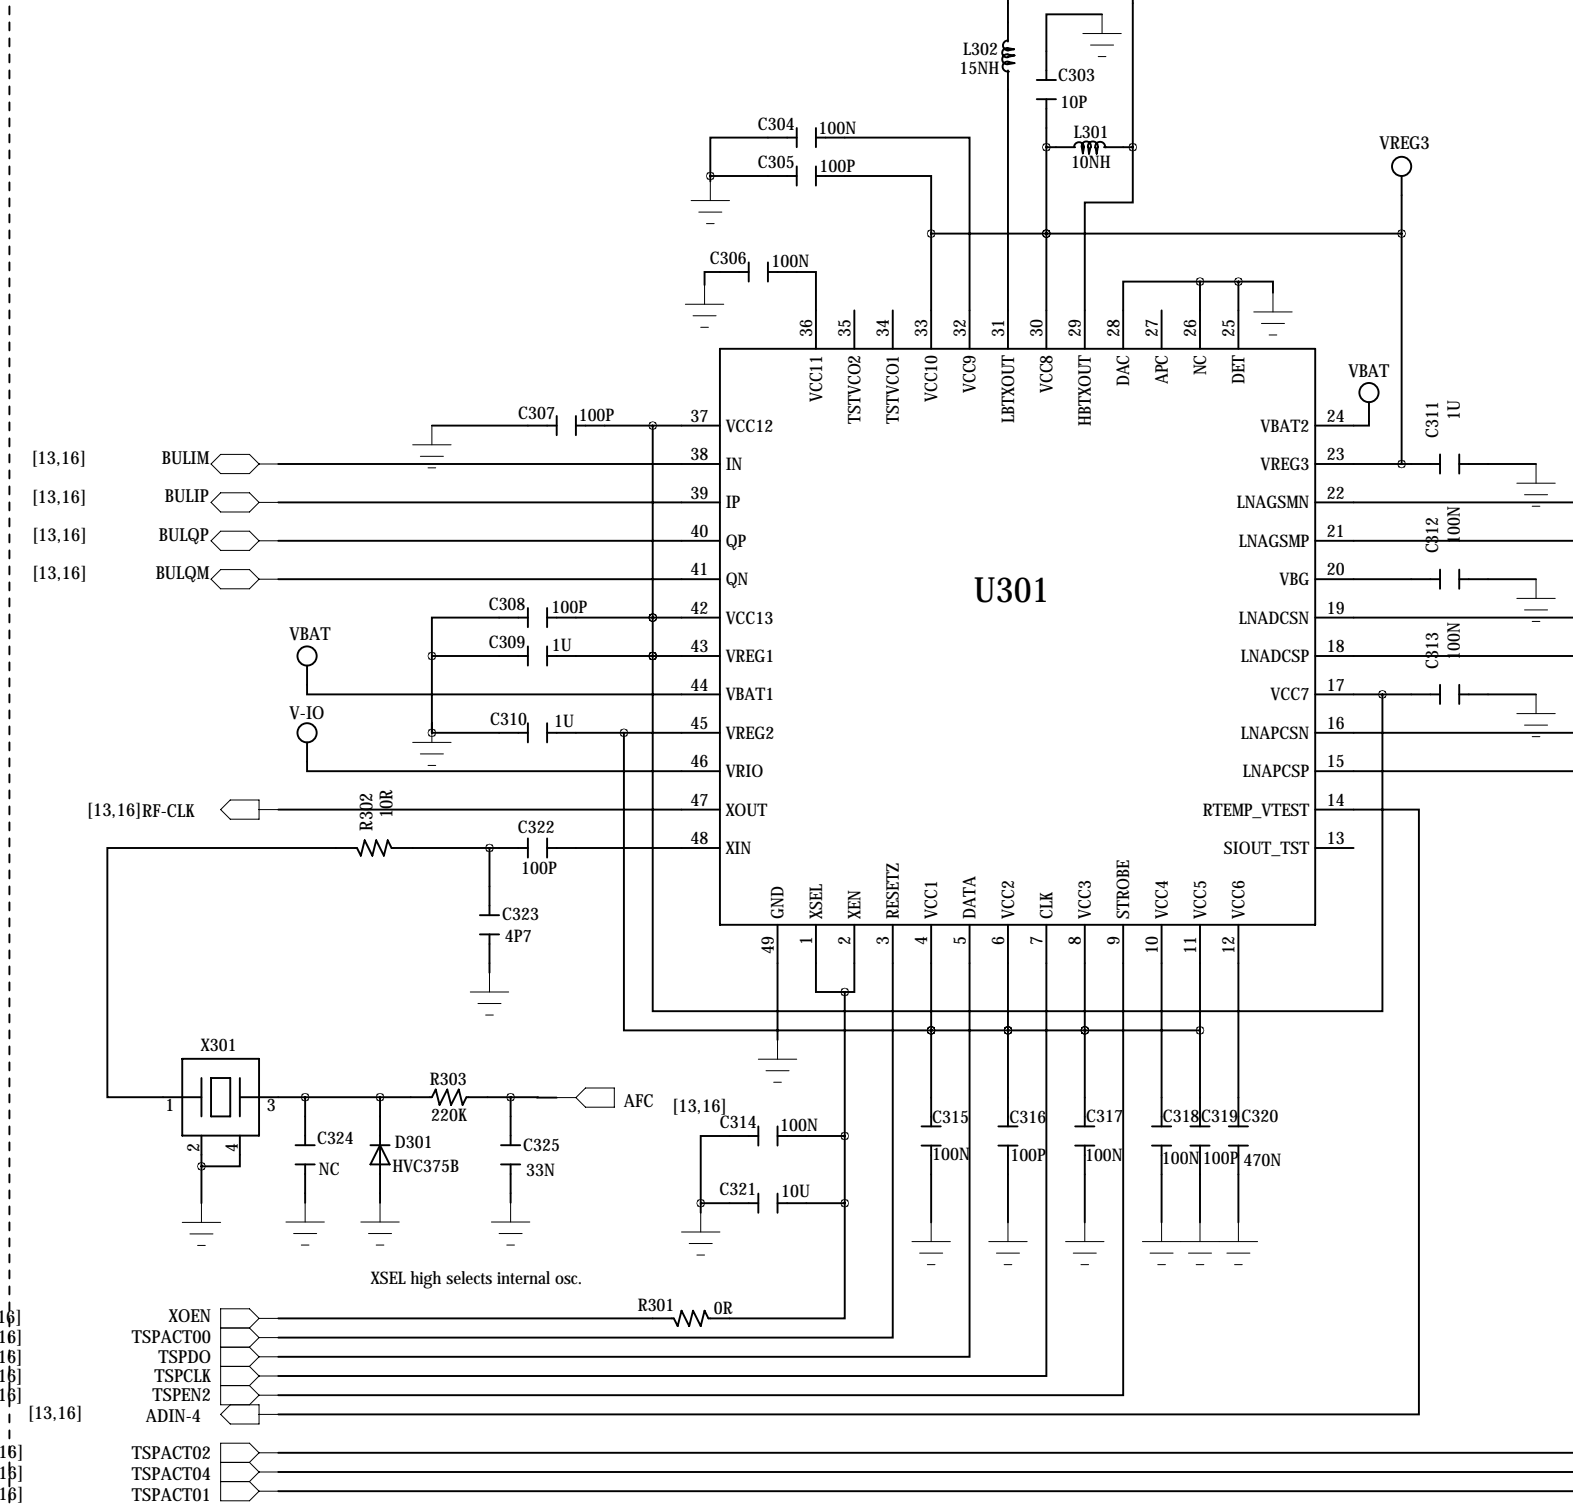 L302
15NH
C303
10P
L301
10NH
VREG3
C304
100N
C305
100P
C306
100N
36
35
34
33
32
31
30
29
28
27
26
25
VCC11
TSTVCO2
TSTVCO1
VCC10
VCC9
LBTXOUT
VCC8
HBTXOUT
DAC
APC
NC
DET
VBAT
C307
100P
37
VCC12
VBAT2
24
C311
1U
[13,16]
BULIM
38
IN
VREG3
23
[13,16]
BULIP
39
IP
LNAGSMN
22
[13,16]
BULQP
40
QP
LNAGSMP
21
C312
100N
[13,16]
BULQM
41
QN
U301
VBG
20
C308
100P
42
VCC13
LNADCSN
19
VBAT
C309
1U
43
VREG1
LNADCSP
18
C313
100N
44
VBAT1
VCC7
17
V-IO
C310
1U
45
VREG2
LNAPCSN
16
46
VRIO
LNAPCSP
15
[13,16]
RF-CLK
R302
10R
47
XOUT
RTEMP_VTEST
14
C322
100P
48
XIN
SIOUT_TST
13
GND
XSEL
XEN
RESETZ
VCC1
DATA
VCC2
CLK
VCC3
STROBE
VCC4
VCC5
VCC6
49
1
2
3
4
5
6
7
8
9
10
11
12
C323
4P7
X301
1
3
2
4
R303
220K
AFC
[13,16]
C324
NC
D301
HVC375B
C325
33N
C314
100N
C321
10U
C315
100N
C316
100P
C317
100N
C318
100N
C319
100P
C320
470N
XSEL high selects internal osc.
R301
0R
16]
XOEN
16]
TSPACT00
16]
TSPDO
16]
TSPCLK
16]
TSPEN2
[13,16]
ADIN-4
16]
TSPACT02
16]
TSPACT04
16]
TSPACT01